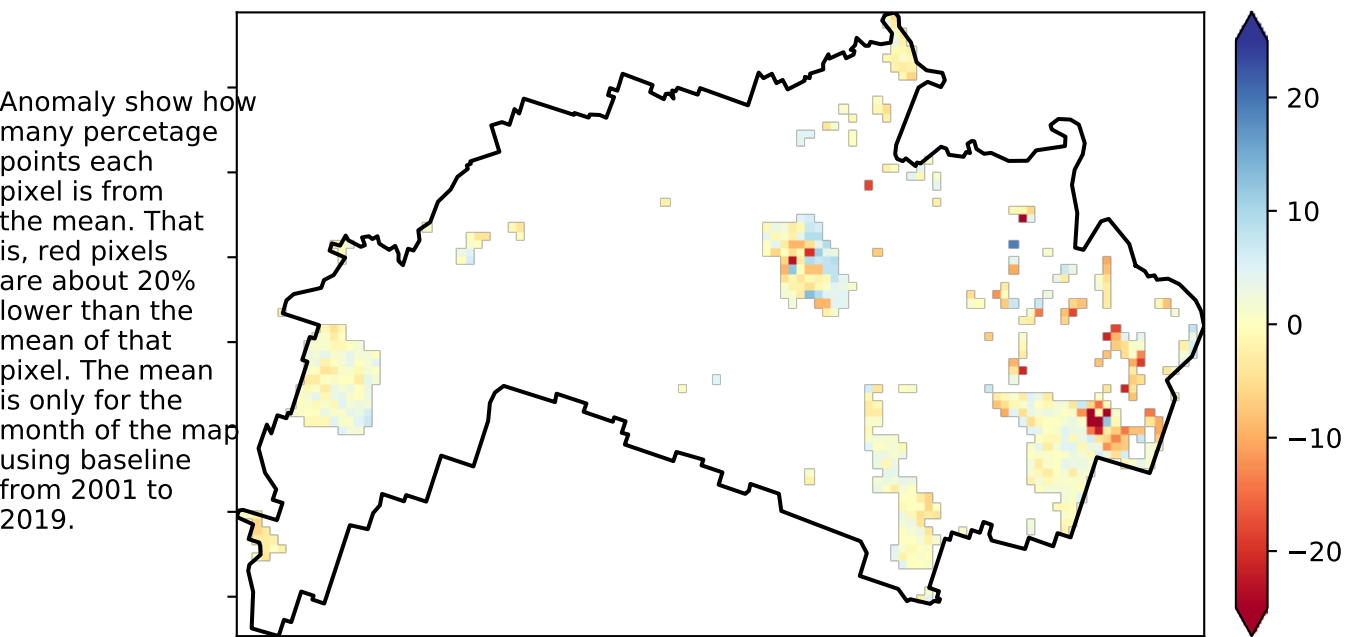 Anomaly show how
many percetage
points each
pixel is from
the mean. That
is, red pixels
are about 20%
lower than the
mean of that
pixel. The mean
is only for the
month of the map
using baseline
from 2001 to
2019.
20
10
0
−10
−20